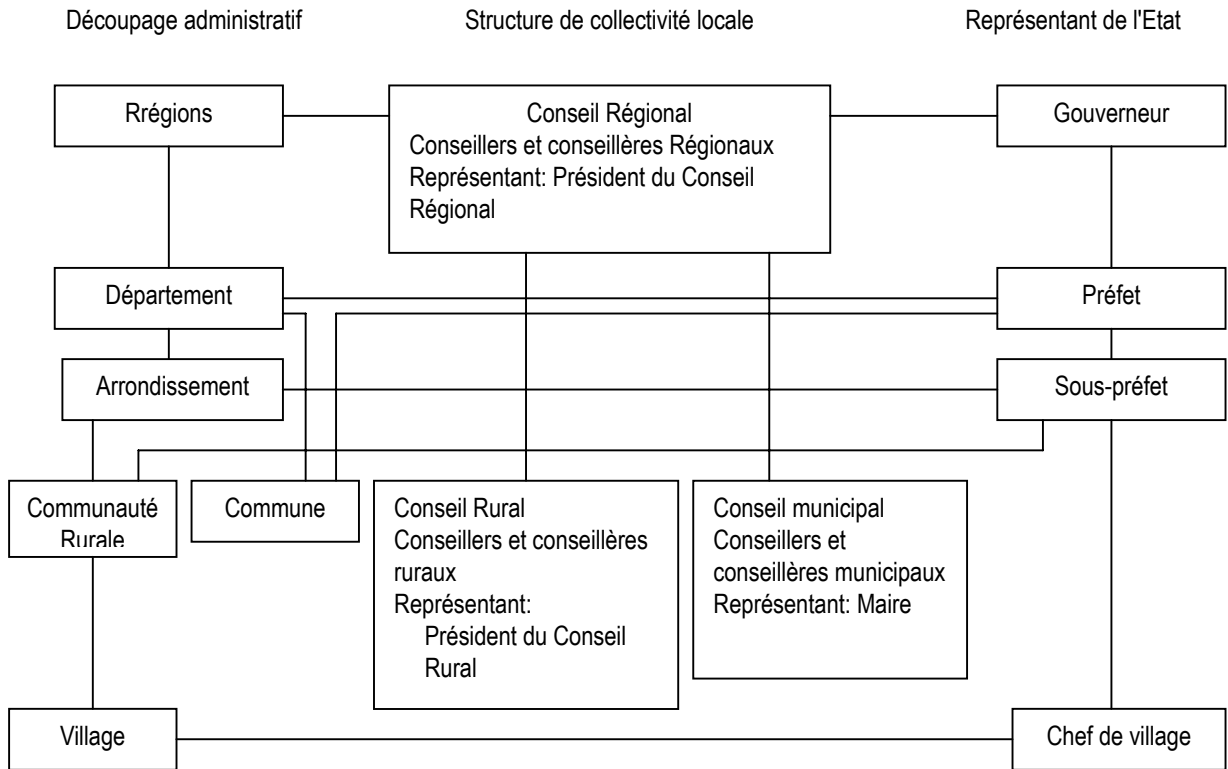 Découpage administratif
Structure de collectivité locale
Représentant de l'Etat
Rrégions
Conseil Régional
Conseillers et conseillères Régionaux
Représentant: Président du Conseil
Régional
Gouverneur
Département
Préfet
Arrondissement
Sous-préfet
Communauté
Rurale
Commune
Conseil Rural
Conseillers et conseillères
ruraux
Représentant:
Président du Conseil
Rural
Conseil municipal
Conseillers et
conseillères municipaux
Représentant: Maire
Village
Chef de village